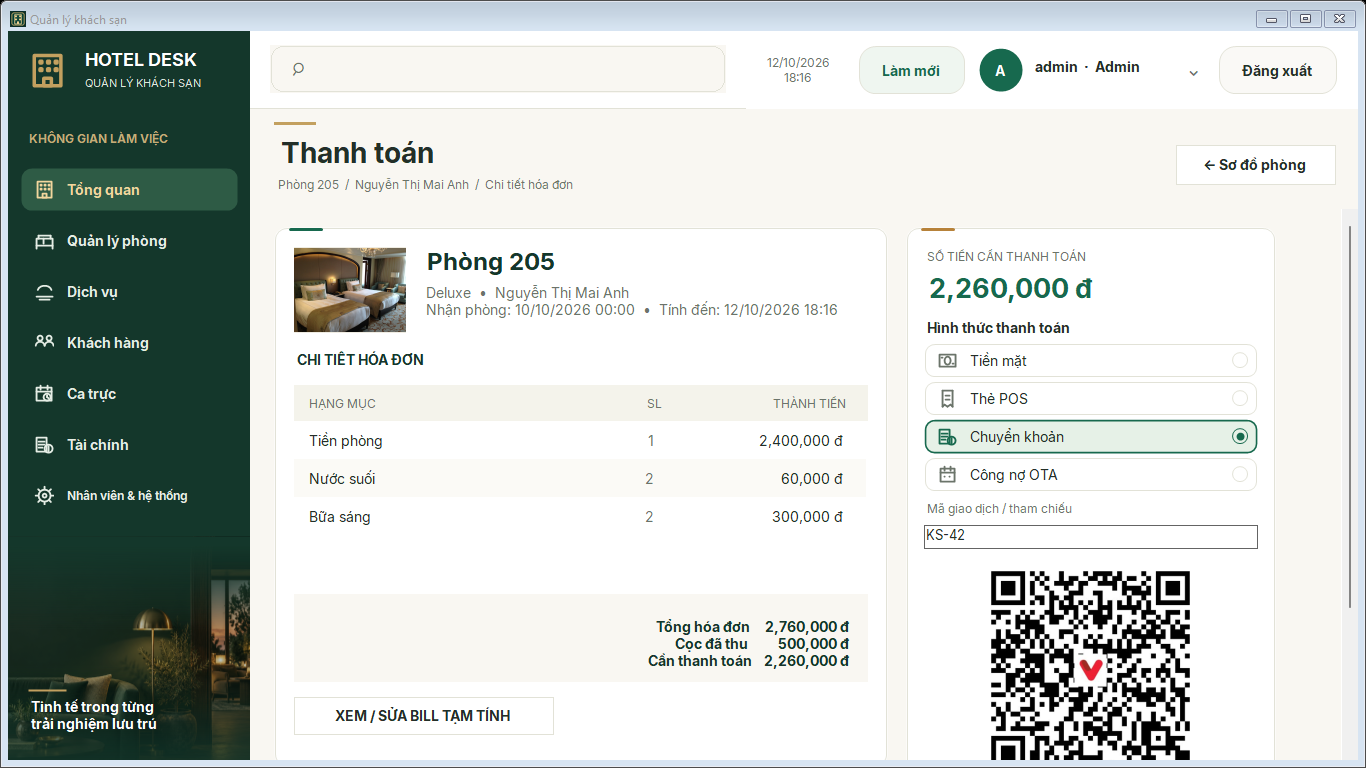 Quản lý khách sạn
HOTEL DESK
QUẢN LÝ KHÁCH SẠN
KHÔNG GIAN LÀM VIỆC
Tổng quan
Quản lý phòng
Dịch vụ
Khách hàng
Ca trực
Tài chính
Nhân viên & hệ thống
Tinh tế trong từng
trải nghiệm lưu trú
12/10/2026
18:16
Làm mới
A
admin · Admin
Đăng xuất
Thanh toán
Phòng 205 / Nguyễn Thị Mai Anh / Chi tiết hóa đơn
← Sơ đồ phòng
Phòng 205
Deluxe • Nguyễn Thị Mai Anh
Nhận phòng: 10/10/2026 00:00 • Tính đến: 12/10/2026 18:16
CHI TIẾT HÓA ĐƠN
HẠNG MỤC SL THÀNH TIỀN
Tiền phòng 1 2,400,000 đ
Nước suối 2 60,000 đ
Bữa sáng 2 300,000 đ
Tổng hóa đơn 2,760,000 đ
Cọc đã thu 500,000 đ
Cần thanh toán 2,260,000 đ
XEM / SỬA BILL TẠM TÍNH
SỐ TIỀN CẦN THANH TOÁN
2,260,000 đ
Hình thức thanh toán
Tiền mặt
Thẻ POS
Chuyển khoản
Công nợ OTA
Mã giao dịch / tham chiếu
KS-42